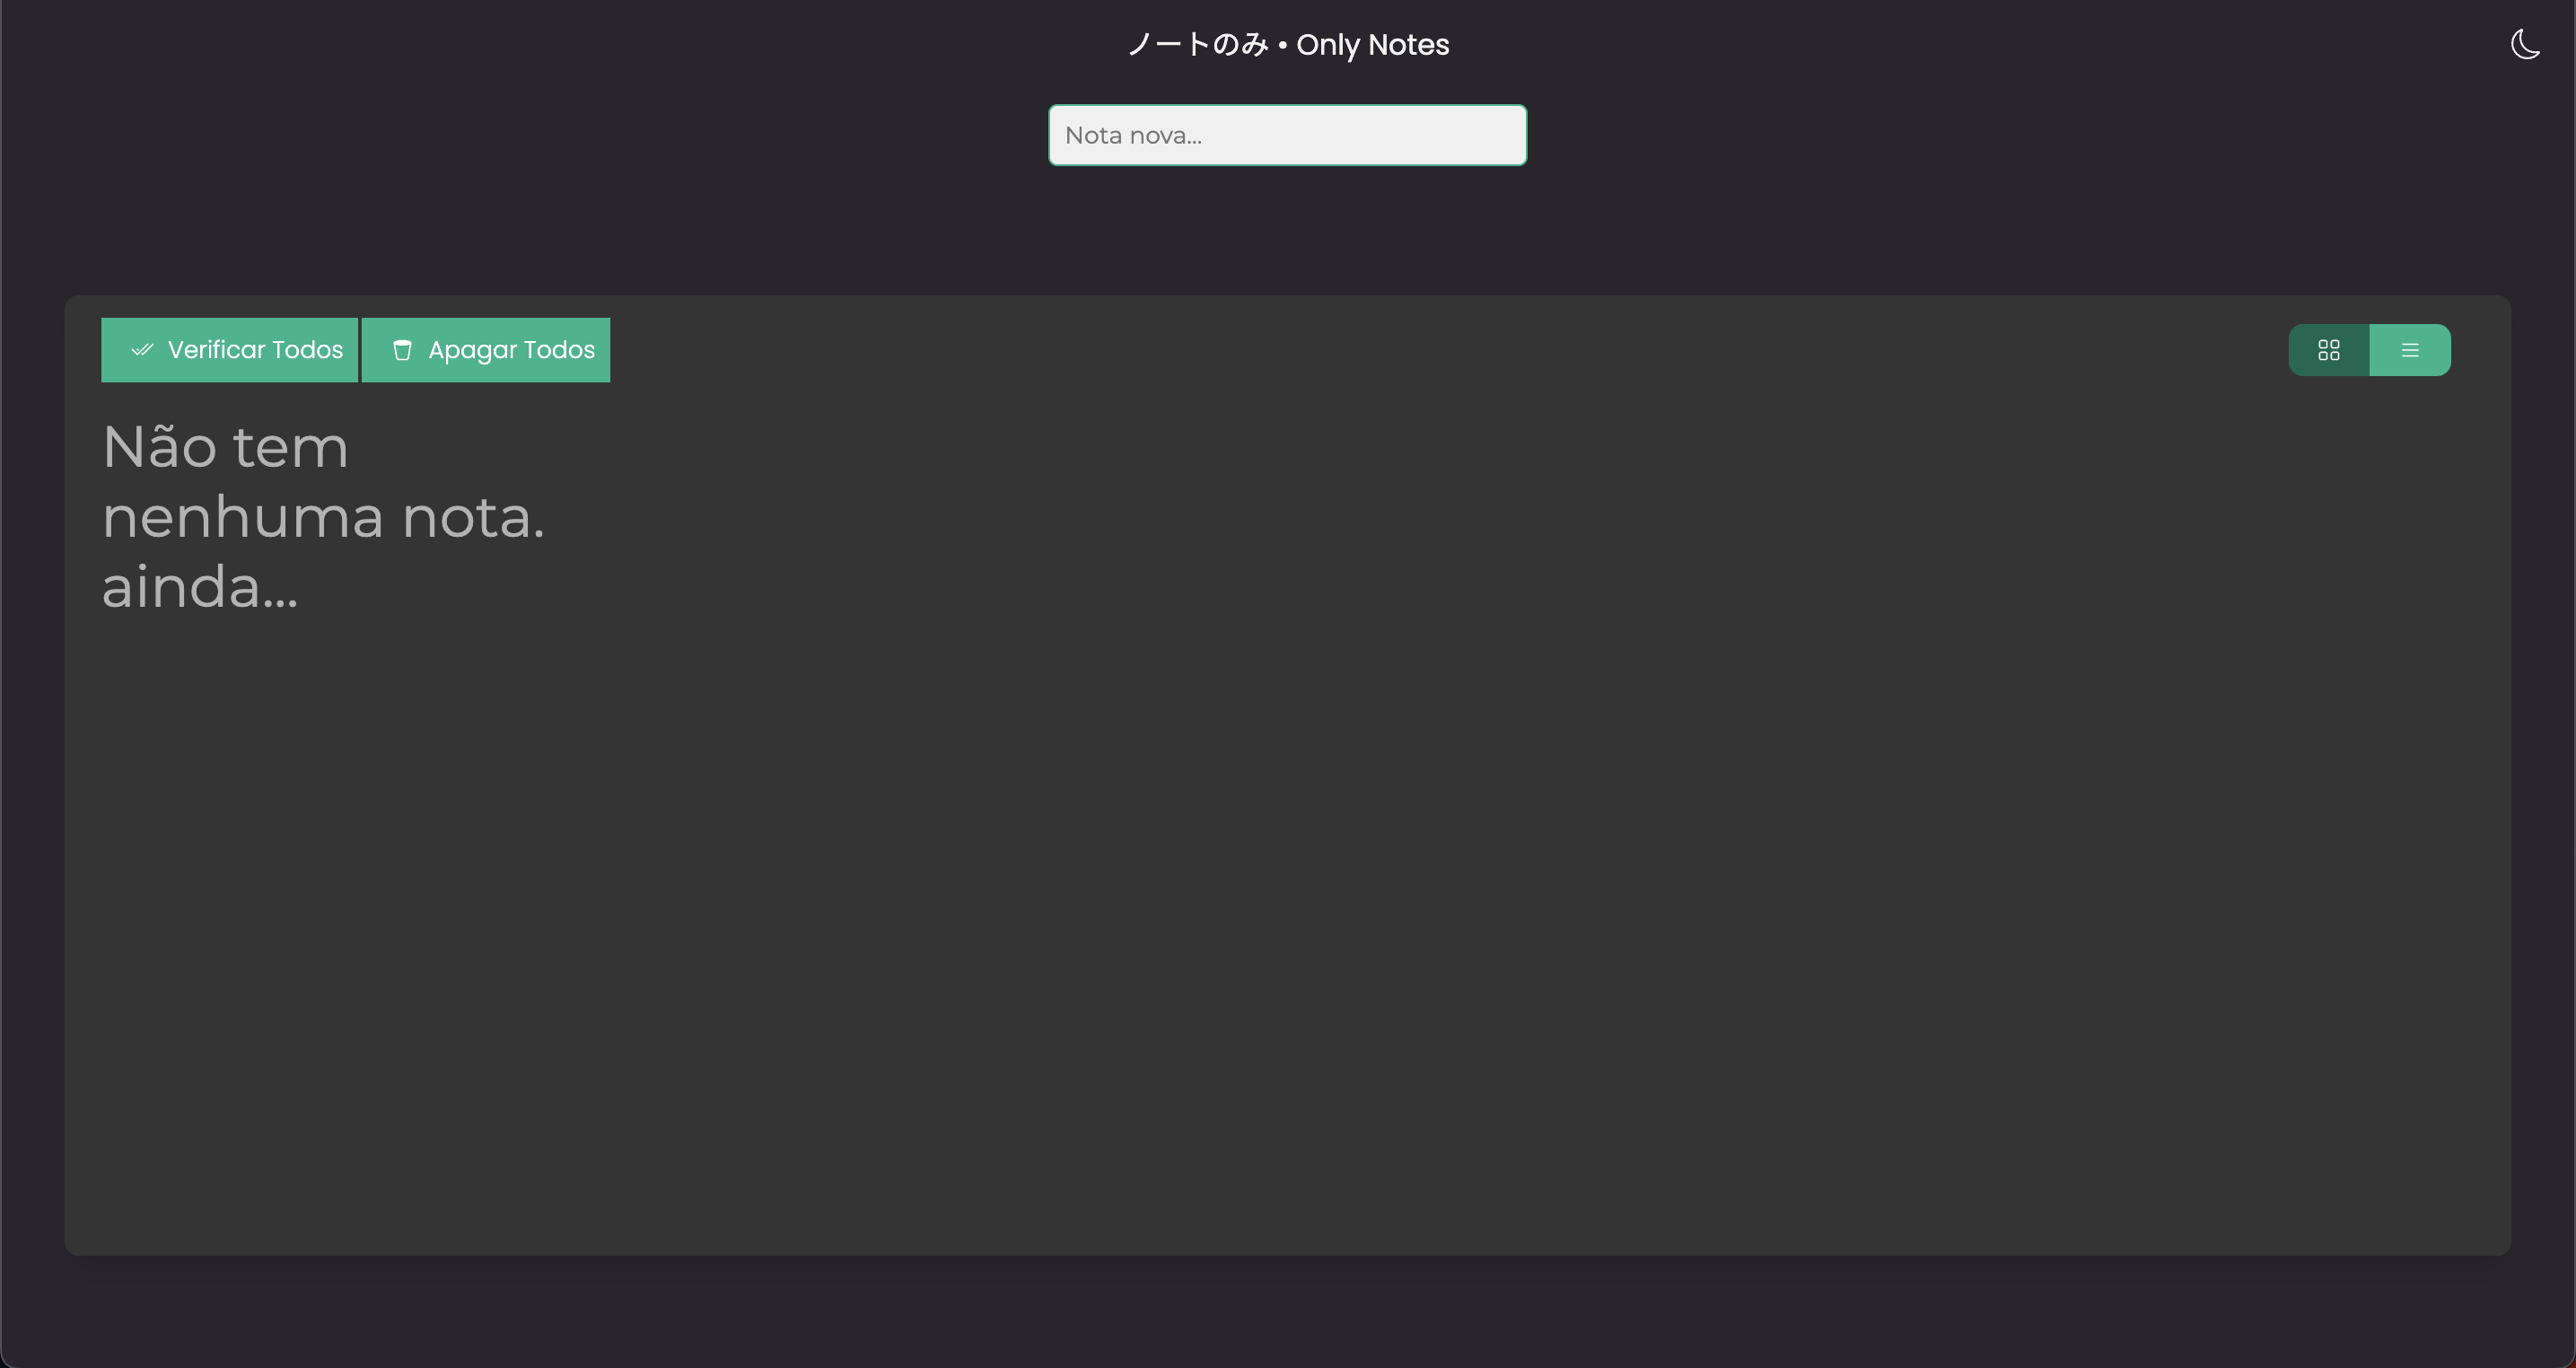 ノートのみ • Only Notes
Nota nova...
Verificar Todos
Apagar Todos
Não tem
nenhuma nota.
ainda...